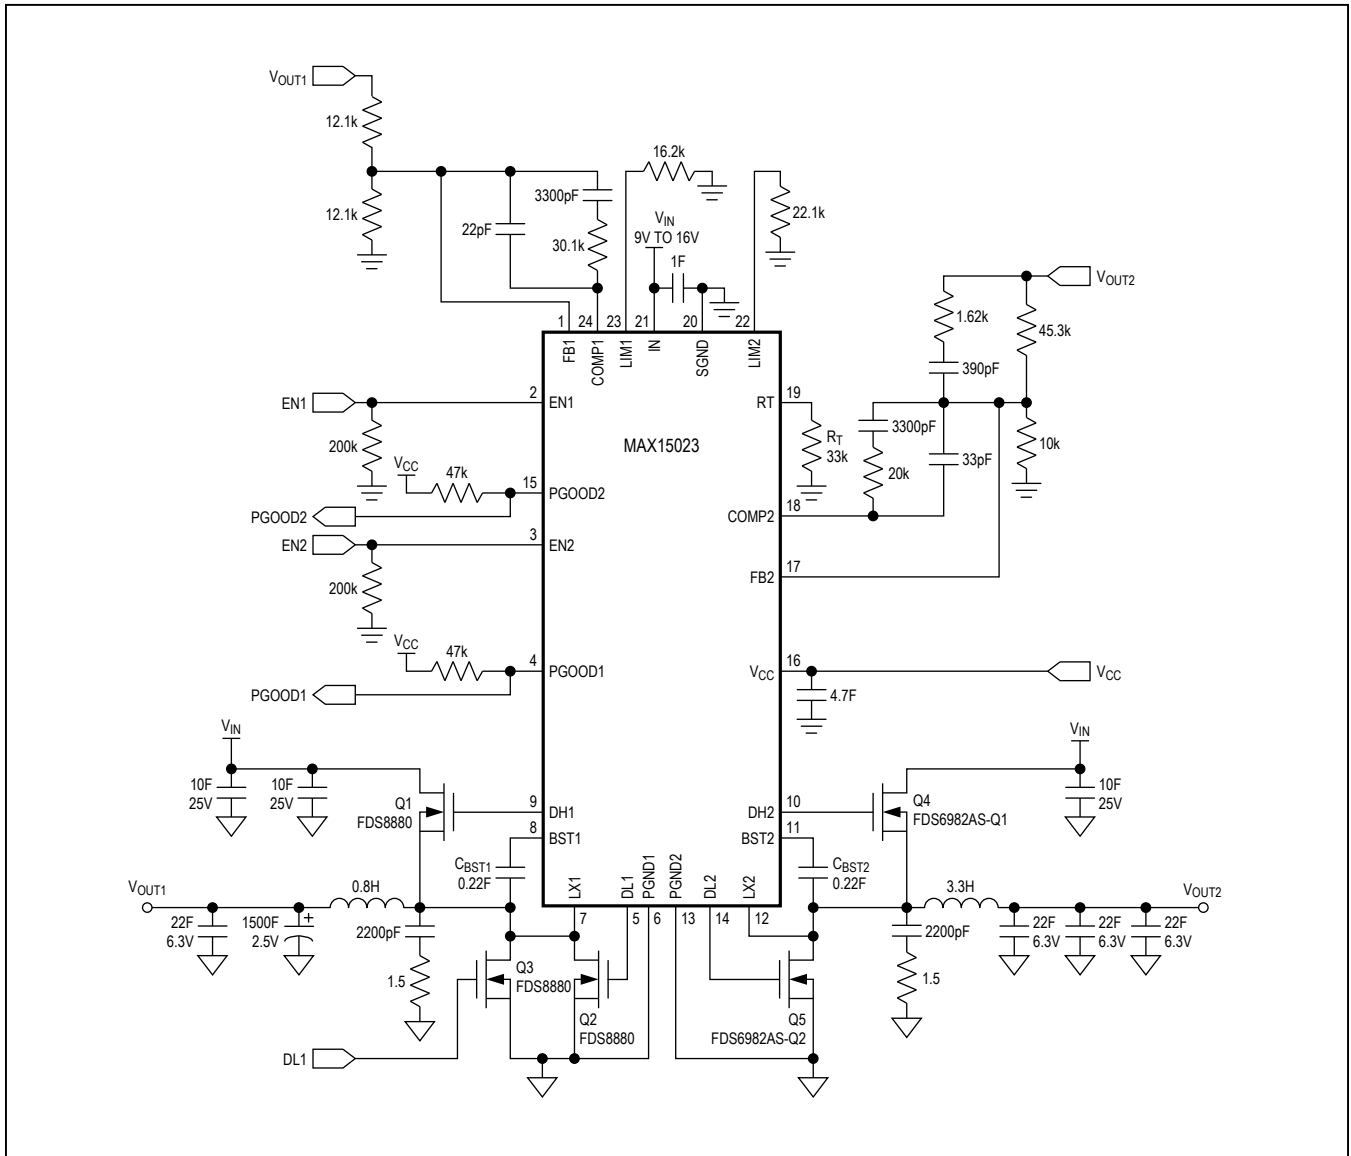 VOUT1
12.1k
12.1k
22pF
3300pF
30.1k
16.2k
VIN
9V TO 16V
1F
22.1k
VOUT2
1.62k
45.3k
390pF
3300pF
20k
33pF
10k
1
24
23
21
20
22
FB1
COMP1
LIM1
IN
SGND
LIM2
MAX15023
EN1
2
EN1
200k
VCC
47k
15
PGOOD2
PGOOD2
EN2
3
EN2
200k
VCC
47k
4
PGOOD1
PGOOD1
RT
19
RT
33k
COMP2
18
FB2
17
VCC
16
VCC
4.7F
VIN
10F
25V
10F
25V
Q1
FDS8880
9
DH1
8
BST1
CBST1
0.22F
DH2
10
BST2
11
CBST2
0.22F
Q4
FDS6982AS-Q1
VIN
10F
25V
LX1
DL1
PGND1
PGND2
DL2
LX2
7
5
6
13
14
12
VOUT1
22F
6.3V
1500F
+
2.5V
0.8H
2200pF
1.5
Q3
FDS8880
Q2
FDS8880
DL1
Q5
FDS6982AS-Q2
3.3H
VOUT2
2200pF
1.5
22F
6.3V
22F
6.3V
22F
6.3V